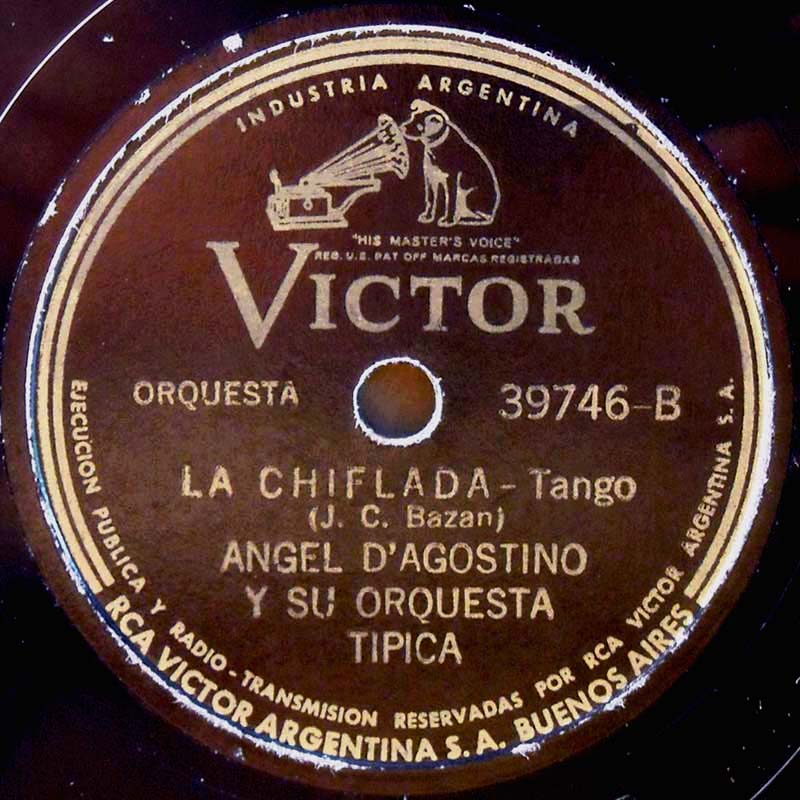 INDUSTRIA ARGENTINA
"HIS MASTER'S VOICE"
REG. U.S. PAT OFF MARCAS REGISTRADAS
VICTOR
ORQUESTA
39746-B
LA CHIFLADA - Tango
(J. C. Bazan)
ANGEL D'AGOSTINO
Y SU ORQUESTA
TIPICA
EJECUCION PUBLICA Y RADIO-TRANSMISION RESERVADAS POR RCA VICTOR ARGENTINA S. A.
RCA VICTOR ARGENTINA S. A. BUENOS AIRES